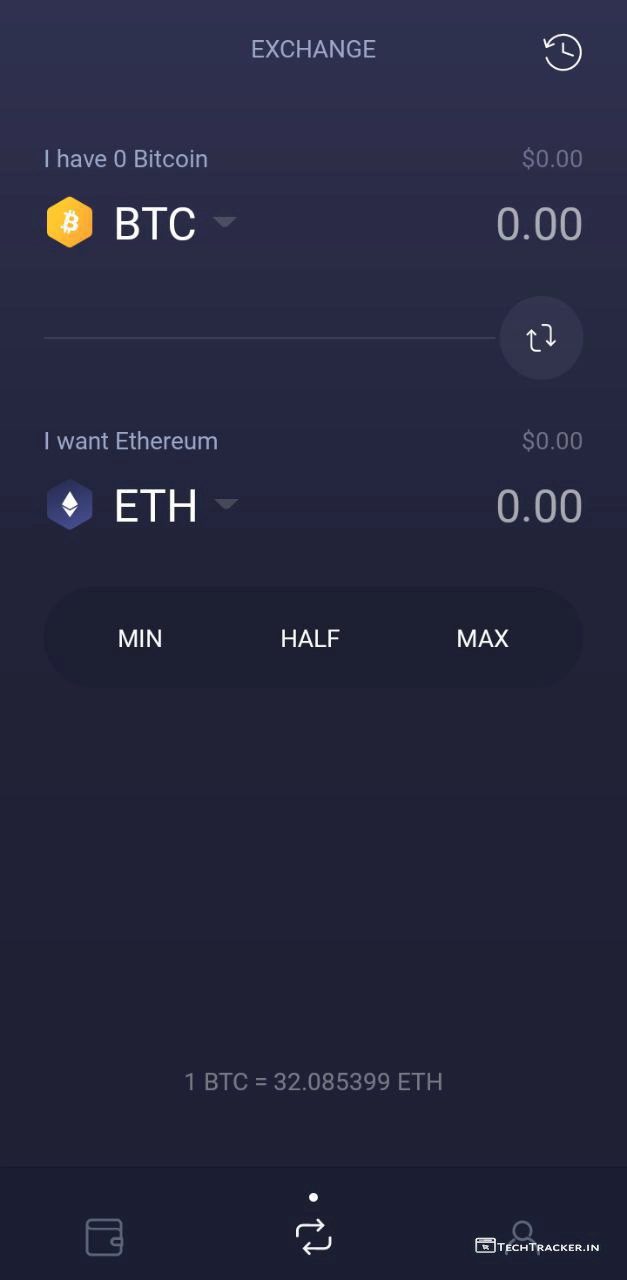 EXCHANGE
I have 0 Bitcoin $0.00
BTC 0.00
I want Ethereum $0.00
ETH 0.00
MIN HALF MAX
1 BTC = 32.085399 ETH
TECHTRACKER.IN